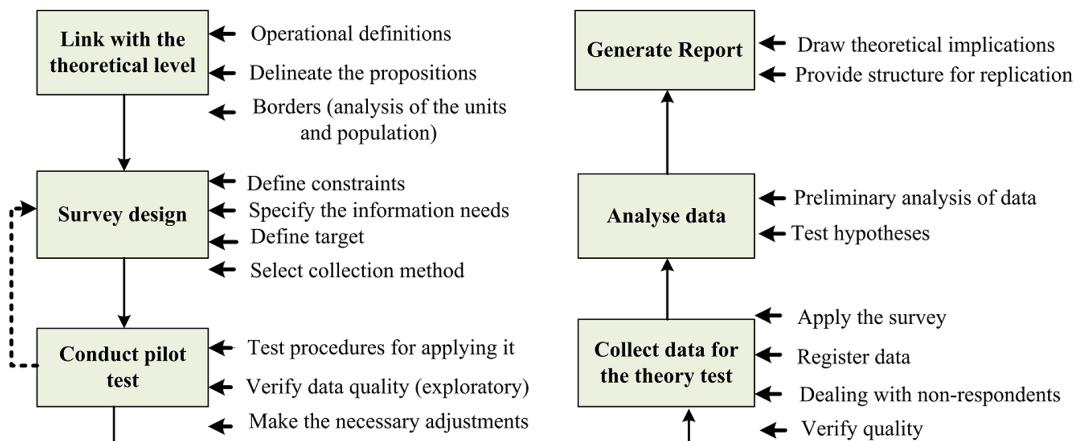 Link with the
theoretical level
Operational definitions
Delineate the propositions
Borders (analysis of the units
and population)
Survey design
Define constraints
Specify the information needs
Define target
Select collection method
Conduct pilot
test
Test procedures for applying it
Verify data quality (exploratory)
Make the necessary adjustments
Generate Report
Draw theoretical implications
Provide structure for replication
Analyse data
Preliminary analysis of data
Test hypotheses
Collect data for
the theory test
Apply the survey
Register data
Dealing with non-respondents
Verify quality